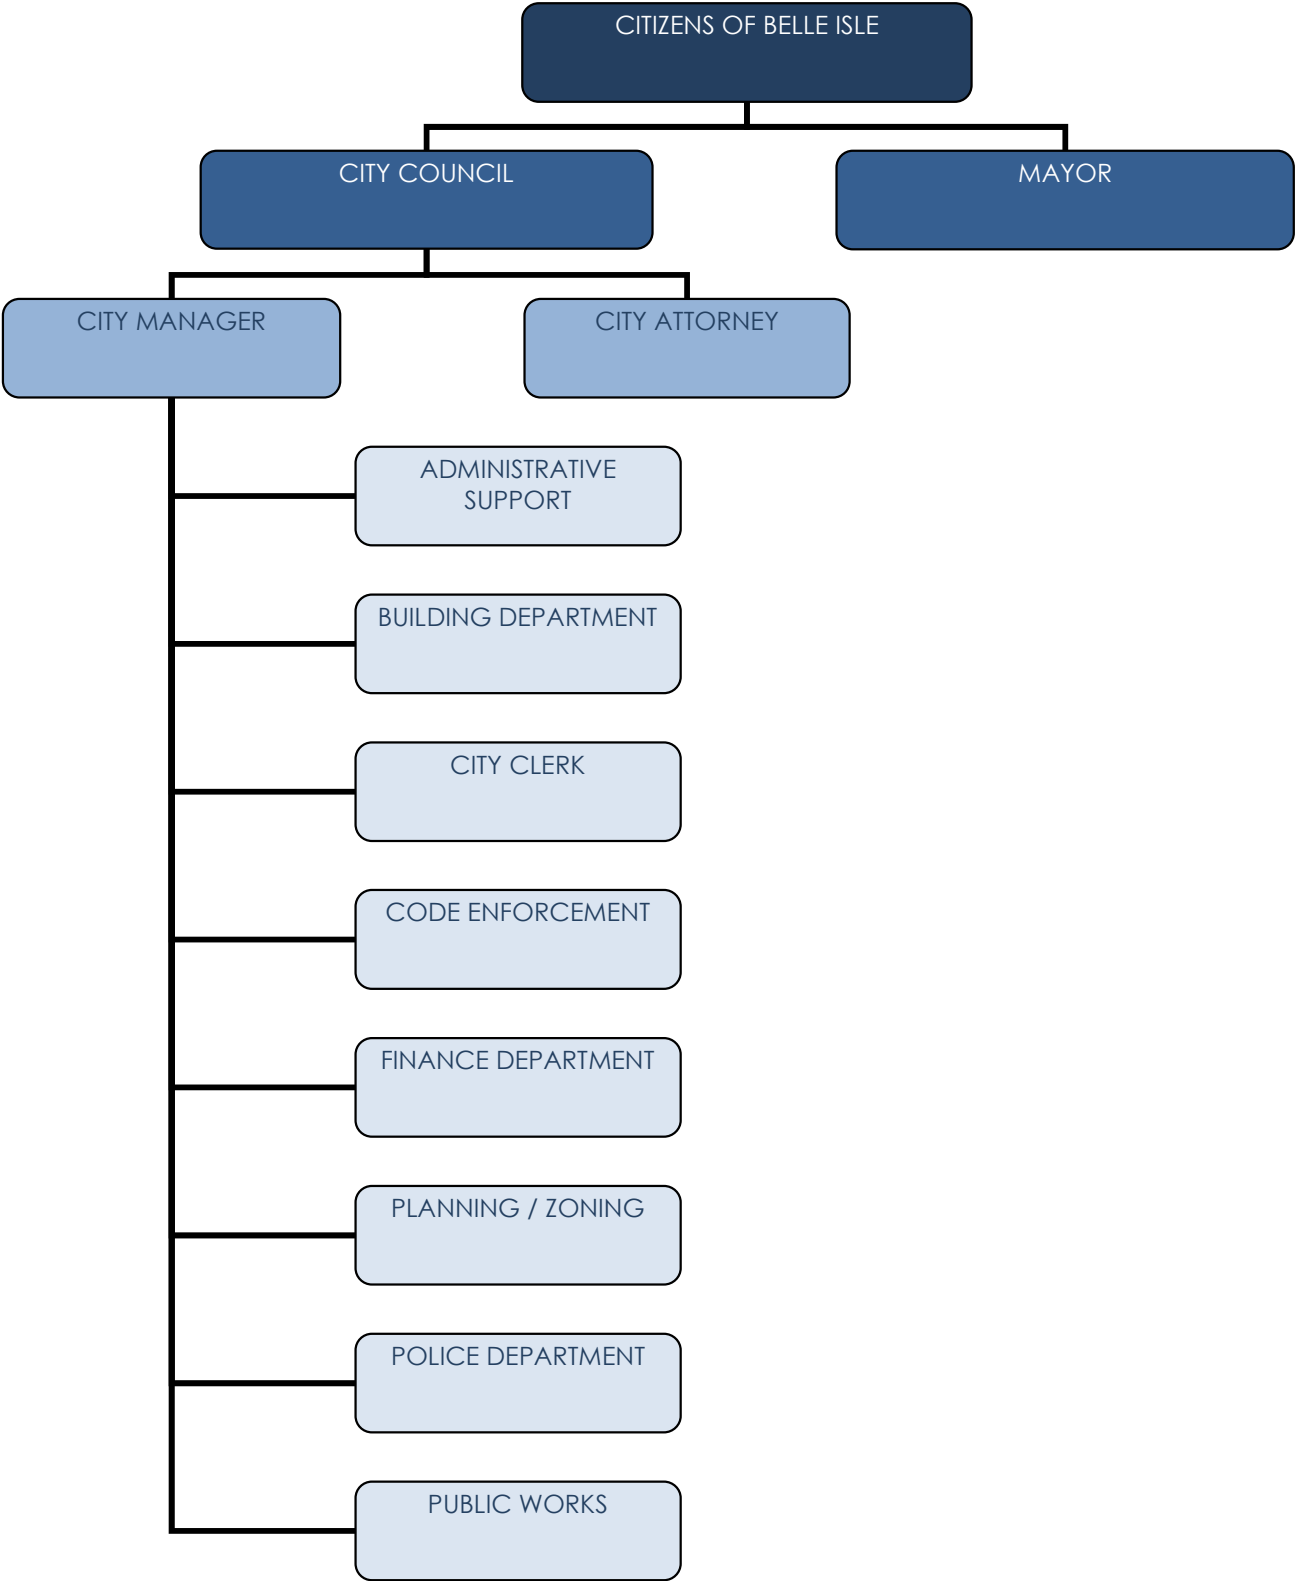 CITIZENS OF BELLE ISLE
CITY COUNCIL
MAYOR
CITY MANAGER
CITY ATTORNEY
ADMINISTRATIVE
SUPPORT
BUILDING DEPARTMENT
CITY CLERK
CODE ENFORCEMENT
FINANCE DEPARTMENT
PLANNING / ZONING
POLICE DEPARTMENT
PUBLIC WORKS